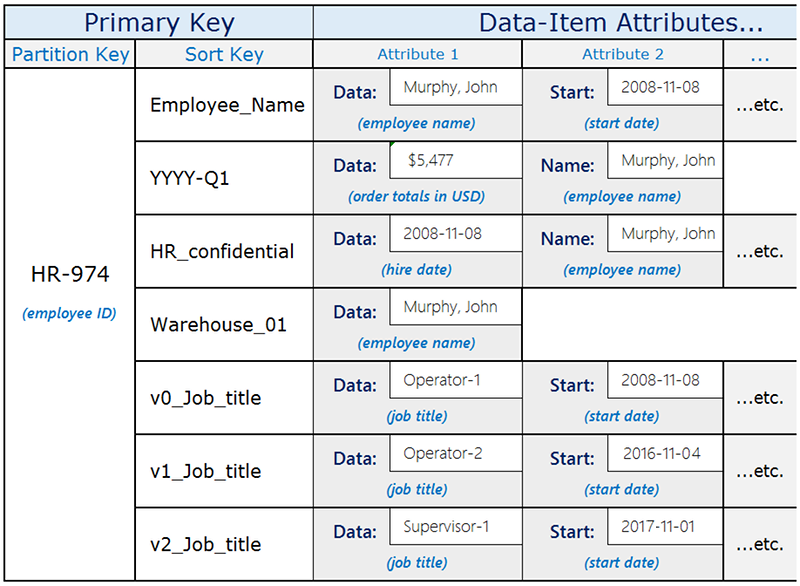 Primary Key Data-Item Attributes...
Partition Key Sort Key Attribute 1 Attribute 2 ...
HR-974
(employee ID)
Employee_Name Data: Murphy, John Start: 2008-11-08 ...etc.
(employee name) (start date)
YYYY-Q1 Data: $5,477 Name: Murphy, John
(order totals in USD) (employee name)
HR_confidential Data: 2008-11-08 Name: Murphy, John ...etc.
(hire date) (employee name)
Warehouse_01 Data: Murphy, John
(employee name)
v0_Job_title Data: Operator-1 Start: 2008-11-08 ...etc.
(job title) (start date)
v1_Job_title Data: Operator-2 Start: 2016-11-04 ...etc.
(job title) (start date)
v2_Job_title Data: Supervisor-1 Start: 2017-11-01 ...etc.
(job title) (start date)